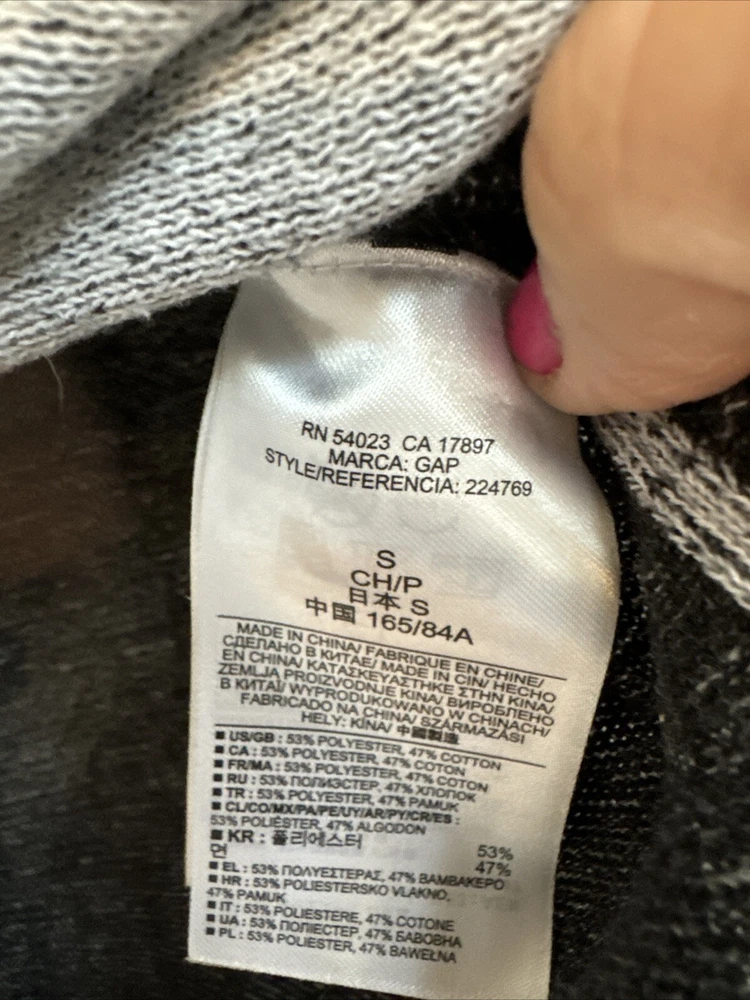 RN 54023 CA 17897
MARCA: GAP
STYLE/REFERENCIA: 224769
S
CH/P
日本 S
中国 165/84A
MADE IN CHINA/ FABRIQUE EN CHINE/
СДЕЛАНО В КИТАЕ/ MADE IN CIN/ HECHO
EN CHINA/ ΚΑΤΑΣΚΕΥΑΣΤΗΚΕ ΣΤΗΝ ΚΙΝΑ/
ZEMLJA PROIZVODNJE KINA/ ВИРОБЛЕНО
В КИТАЇ/ WYPRODUKOWANO W CHINACH/
FABRICADO NA CHINA/ SZÁRMAZÁSI
HELY: KÍNA/ 中國製造
■ US/GB : 53% POLYESTER, 47% COTTON
■ CA : 53% POLYESTER, 47% COTON
■ FR/MA : 53% POLYESTER, 47% COTON
■ RU : 53% ПОЛИЭСТЕР, 47% ХЛОПОК
■ TR : 53% POLYESTER, 47% PAMUK
■ CL/CO/MX/PA/PE/UY/AR/PY/CR/ES :
53% POLIÉSTER, 47% ALGODON
■ KR : 폴리에스터 53%
면 47%
■ EL : 53% ΠΟΛΥΕΣΤΕΡΑΣ, 47% ΒΑΜΒΑΚΕΡΟ
■ HR : 53% POLIESTERSKO VLAKNO,
47% PAMUK
■ IT : 53% POLIESTERE, 47% COTONE
■ UA : 53% ПОЛІЕСТЕР, 47% БАВОВНА
■ PL : 53% POLIESTER, 47% BAWEŁNA